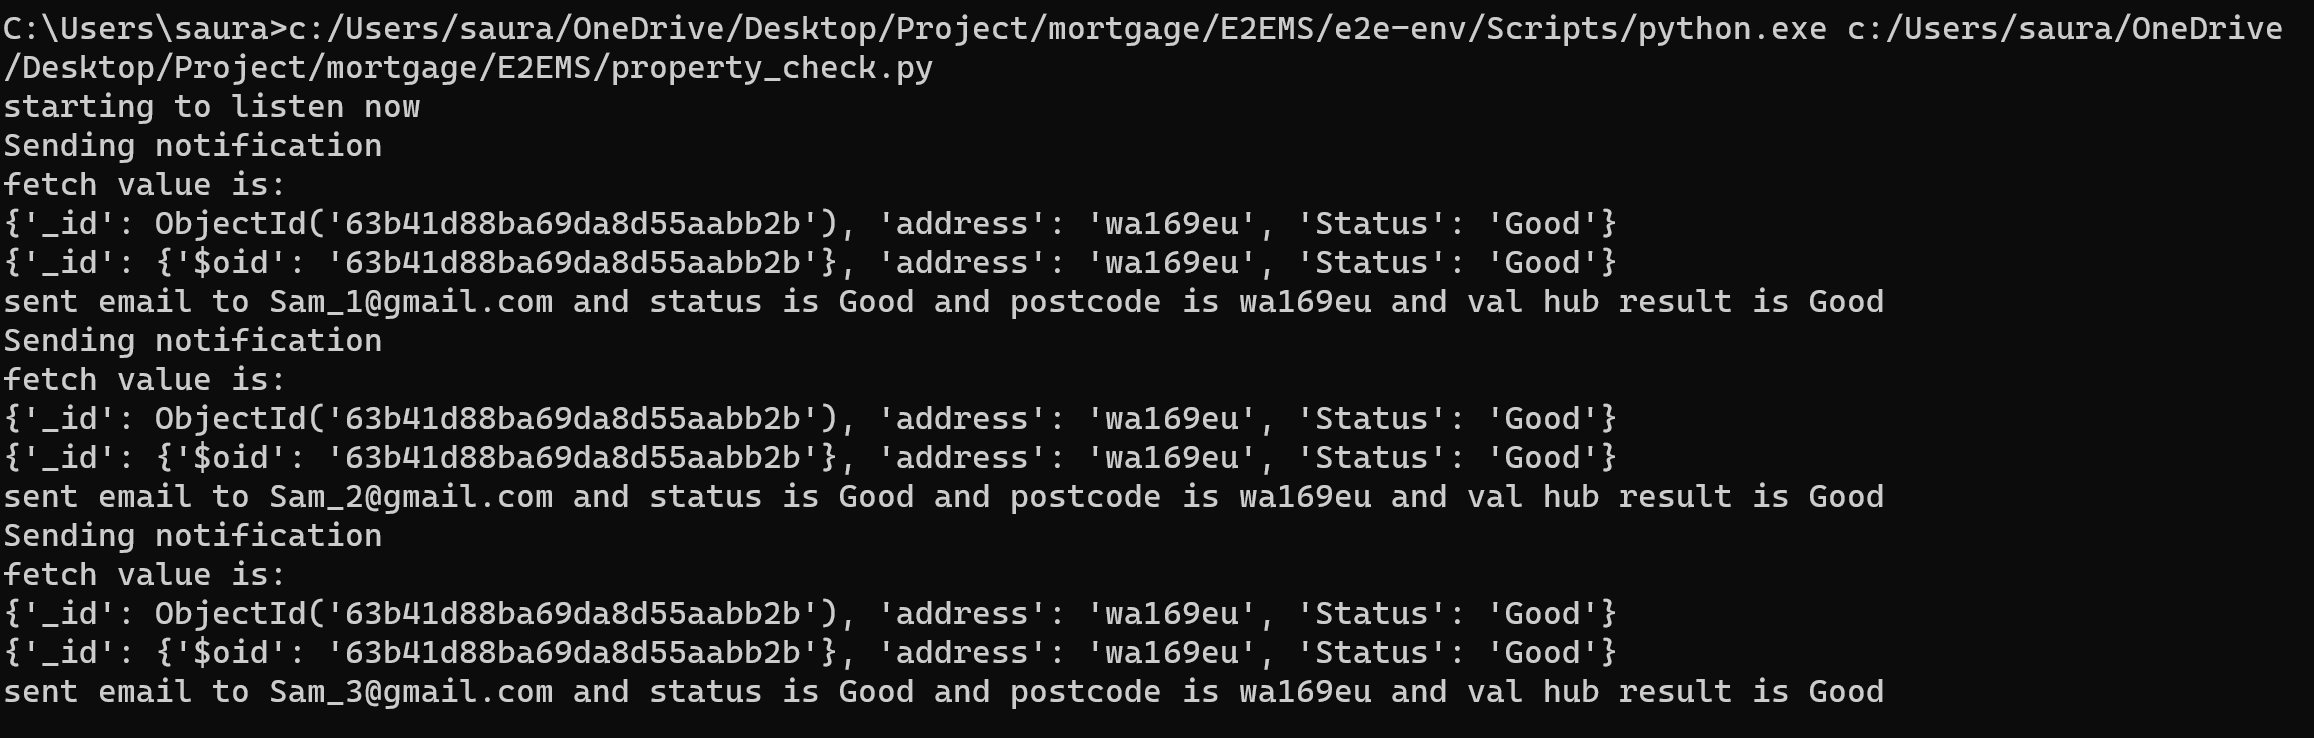 C:\Users\saura>c:/Users/saura/OneDrive/Desktop/Project/mortgage/E2EMS/e2e-env/Scripts/python.exe c:/Users/saura/OneDrive
/Desktop/Project/mortgage/E2EMS/property_check.py
starting to listen now
Sending notification
fetch value is:
{'_id': ObjectId('63b41d88ba69da8d55aabb2b'), 'address': 'wa169eu', 'Status': 'Good'}
{'_id': {'$oid': '63b41d88ba69da8d55aabb2b'}, 'address': 'wa169eu', 'Status': 'Good'}
sent email to Sam_1@gmail.com and status is Good and postcode is wa169eu and val hub result is Good
Sending notification
fetch value is:
{'_id': ObjectId('63b41d88ba69da8d55aabb2b'), 'address': 'wa169eu', 'Status': 'Good'}
{'_id': {'$oid': '63b41d88ba69da8d55aabb2b'}, 'address': 'wa169eu', 'Status': 'Good'}
sent email to Sam_2@gmail.com and status is Good and postcode is wa169eu and val hub result is Good
Sending notification
fetch value is:
{'_id': ObjectId('63b41d88ba69da8d55aabb2b'), 'address': 'wa169eu', 'Status': 'Good'}
{'_id': {'$oid': '63b41d88ba69da8d55aabb2b'}, 'address': 'wa169eu', 'Status': 'Good'}
sent email to Sam_3@gmail.com and status is Good and postcode is wa169eu and val hub result is Good